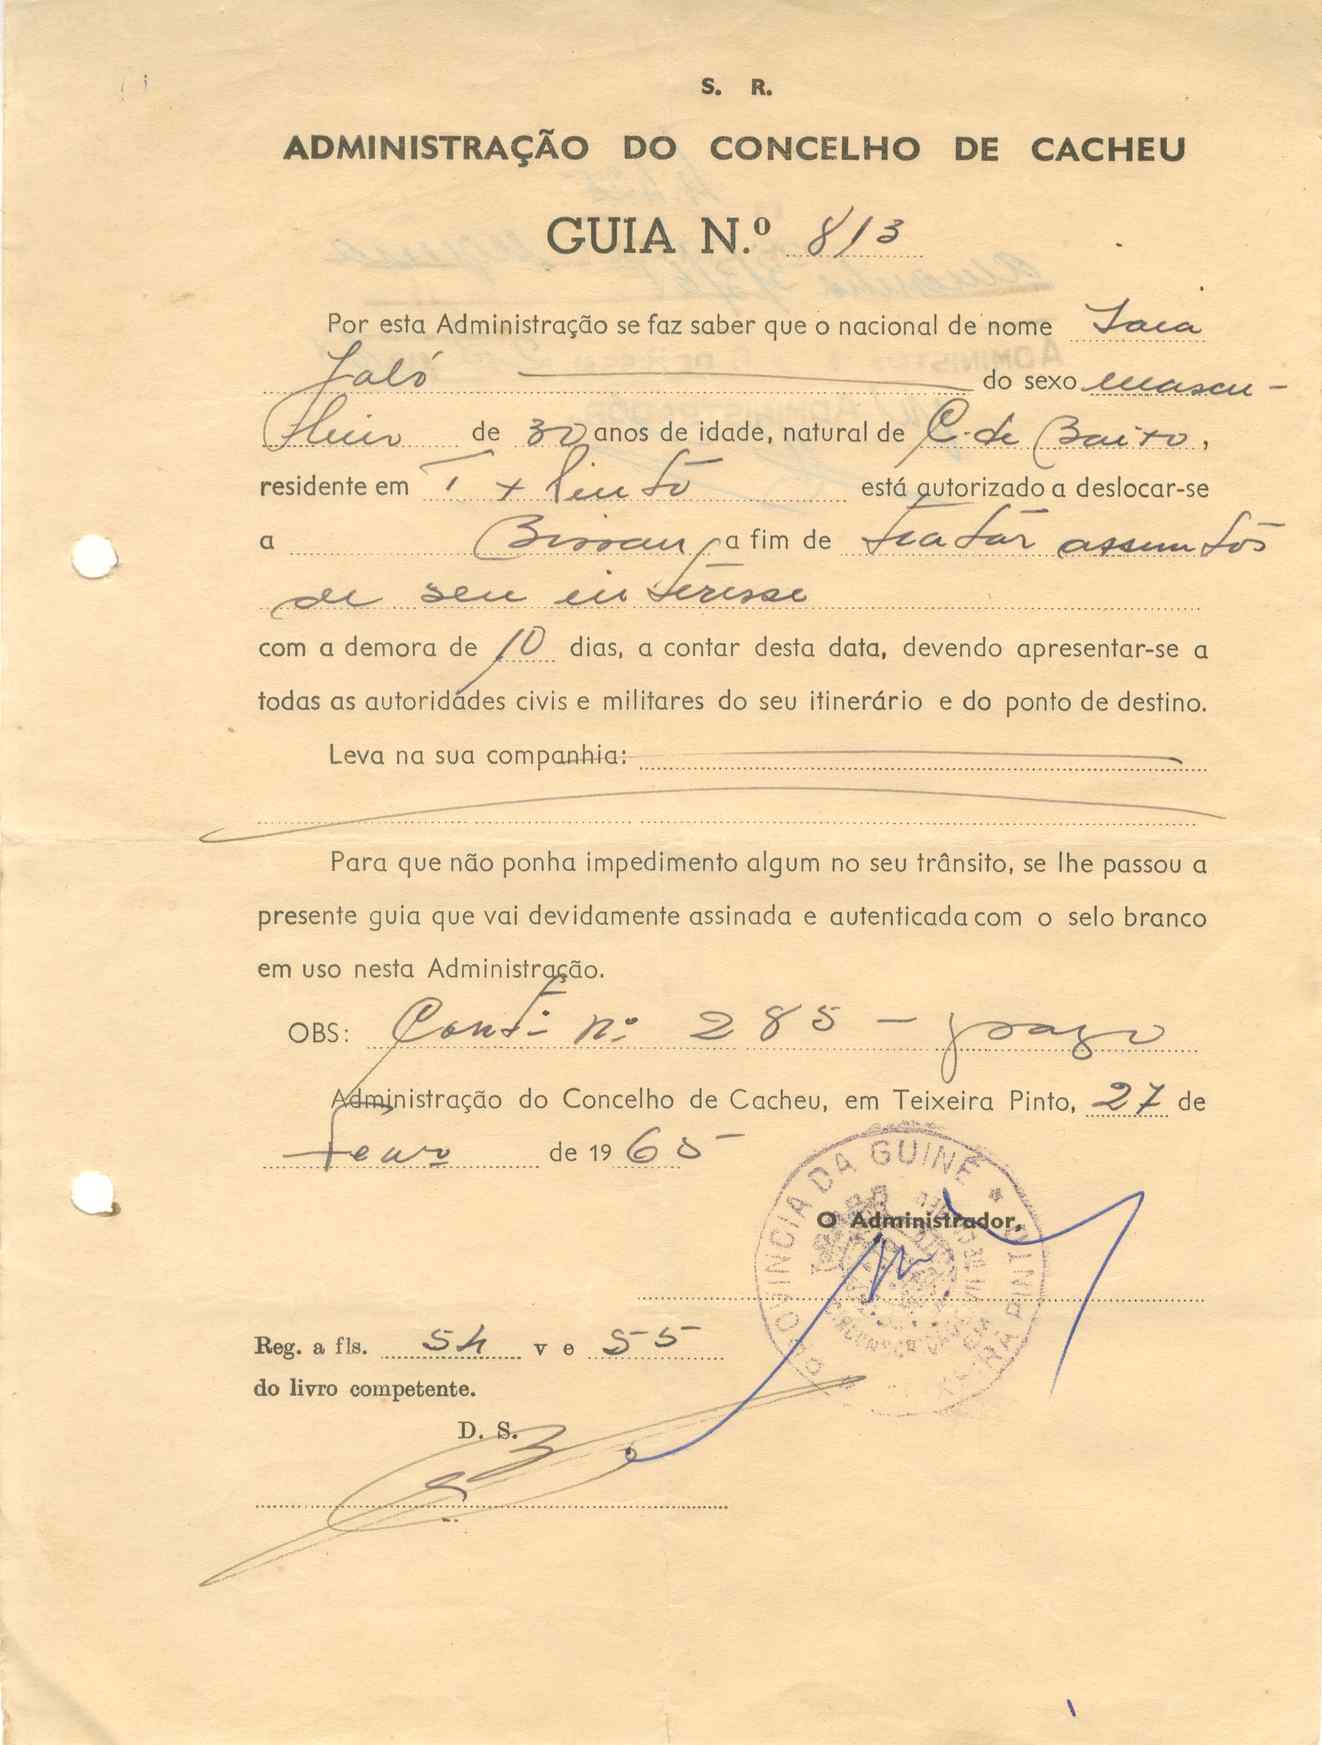 S. R.
ADMINISTRAÇÃO DO CONCELHO DE CACHEU
GUIA N.º 813
Por esta Administração se faz saber que o nacional de nome
Jaló do sexo mascu-
lino de 30 anos de idade, natural de C. de Baixo,
residente em T Pinto está autorizado a deslocar-se
a Bissau, a fim de tratar assuntos
de seu interesse
com a demora de 10 dias, a contar desta data, devendo apresentar-se a
todas as autoridades civis e militares do seu itinerário e do ponto de destino.
Leva na sua companhia:
Para que não ponha impedimento algum no seu trânsito, se lhe passou a
presente guia que vai devidamente assinada e autenticada com o selo branco
em uso nesta Administração.
OBS: Cont. nº 285 - pago
Administração do Concelho de Cacheu, em Teixeira Pinto, 27 de
Fevº de 1965
PROVINCIA DA GUINÉ
O Administrador,
Reg. a fls. 54 v e 55
do livro competente.
D. S.